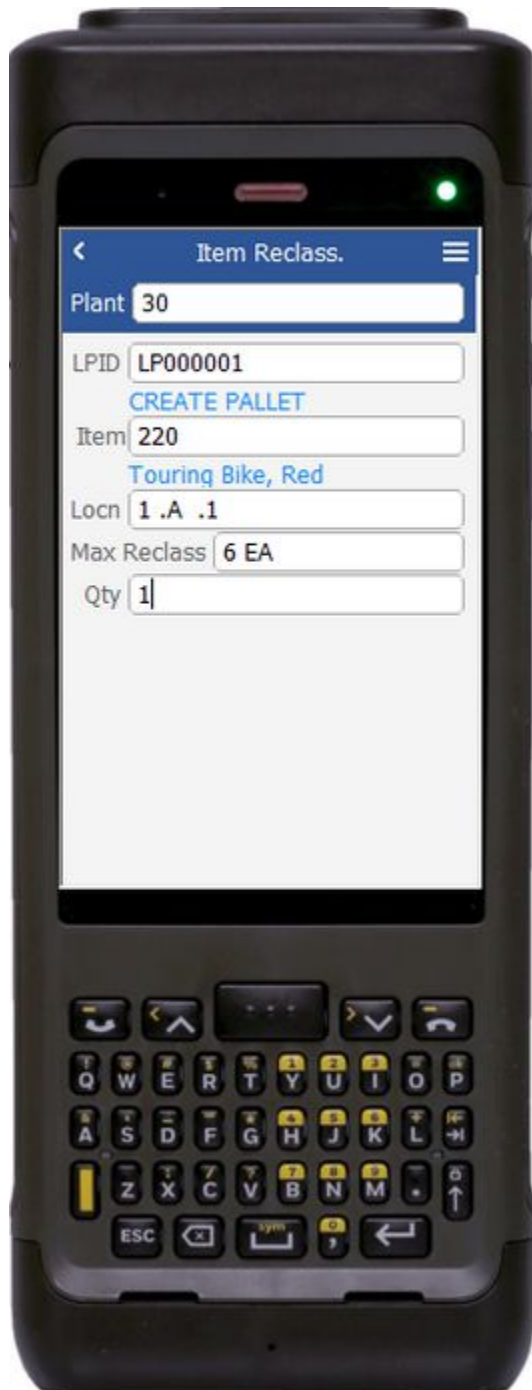 Item Reclass.
Plant 30
LPID LP000001
CREATE PALLET
Item 220
Touring Bike, Red
Locn 1 .A .1
Max Reclass 6 EA
Qty 1
Q W E R T Y U I O P
A S D F G H J K L
Z X C V B N M .
ESC sym ,